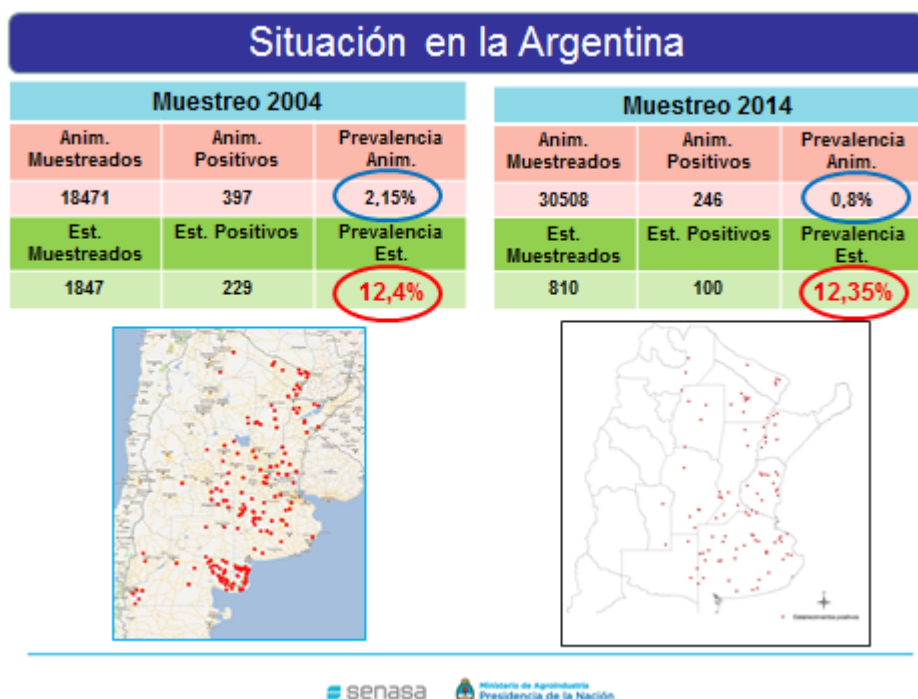 Situación en la Argentina
Muestreo 2004
Anim. Muestreados
Anim. Positivos
Prevalencia Anim.
18471
397
2,15%
Est. Muestreados
Est. Positivos
Prevalencia Est.
1847
229
12,4%
Muestreo 2014
Anim. Muestreados
Anim. Positivos
Prevalencia Anim.
30508
246
0,8%
Est. Muestreados
Est. Positivos
Prevalencia Est.
810
100
12,35%
Establecimientos positivos
senasa
Ministerio de Agroindustria
Presidencia de la Nación